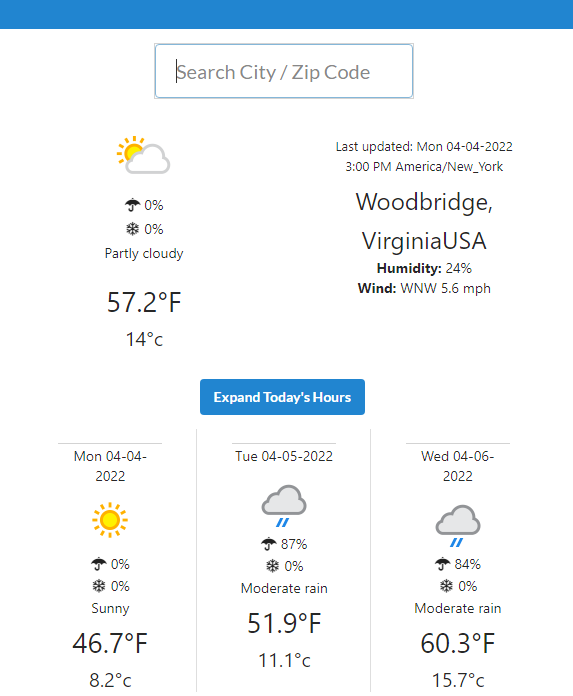 Search City / Zip Code
0%
0%
Partly cloudy
57.2°F
14°c
Last updated: Mon 04-04-2022
3:00 PM America/New_York
Woodbridge,
VirginiaUSA
Humidity: 24%
Wind: WNW 5.6 mph
Expand Today's Hours
Mon 04-04-
2022
0%
0%
Sunny
46.7°F
8.2°c
Tue 04-05-2022
87%
0%
Moderate rain
51.9°F
11.1°c
Wed 04-06-
2022
84%
0%
Moderate rain
60.3°F
15.7°c